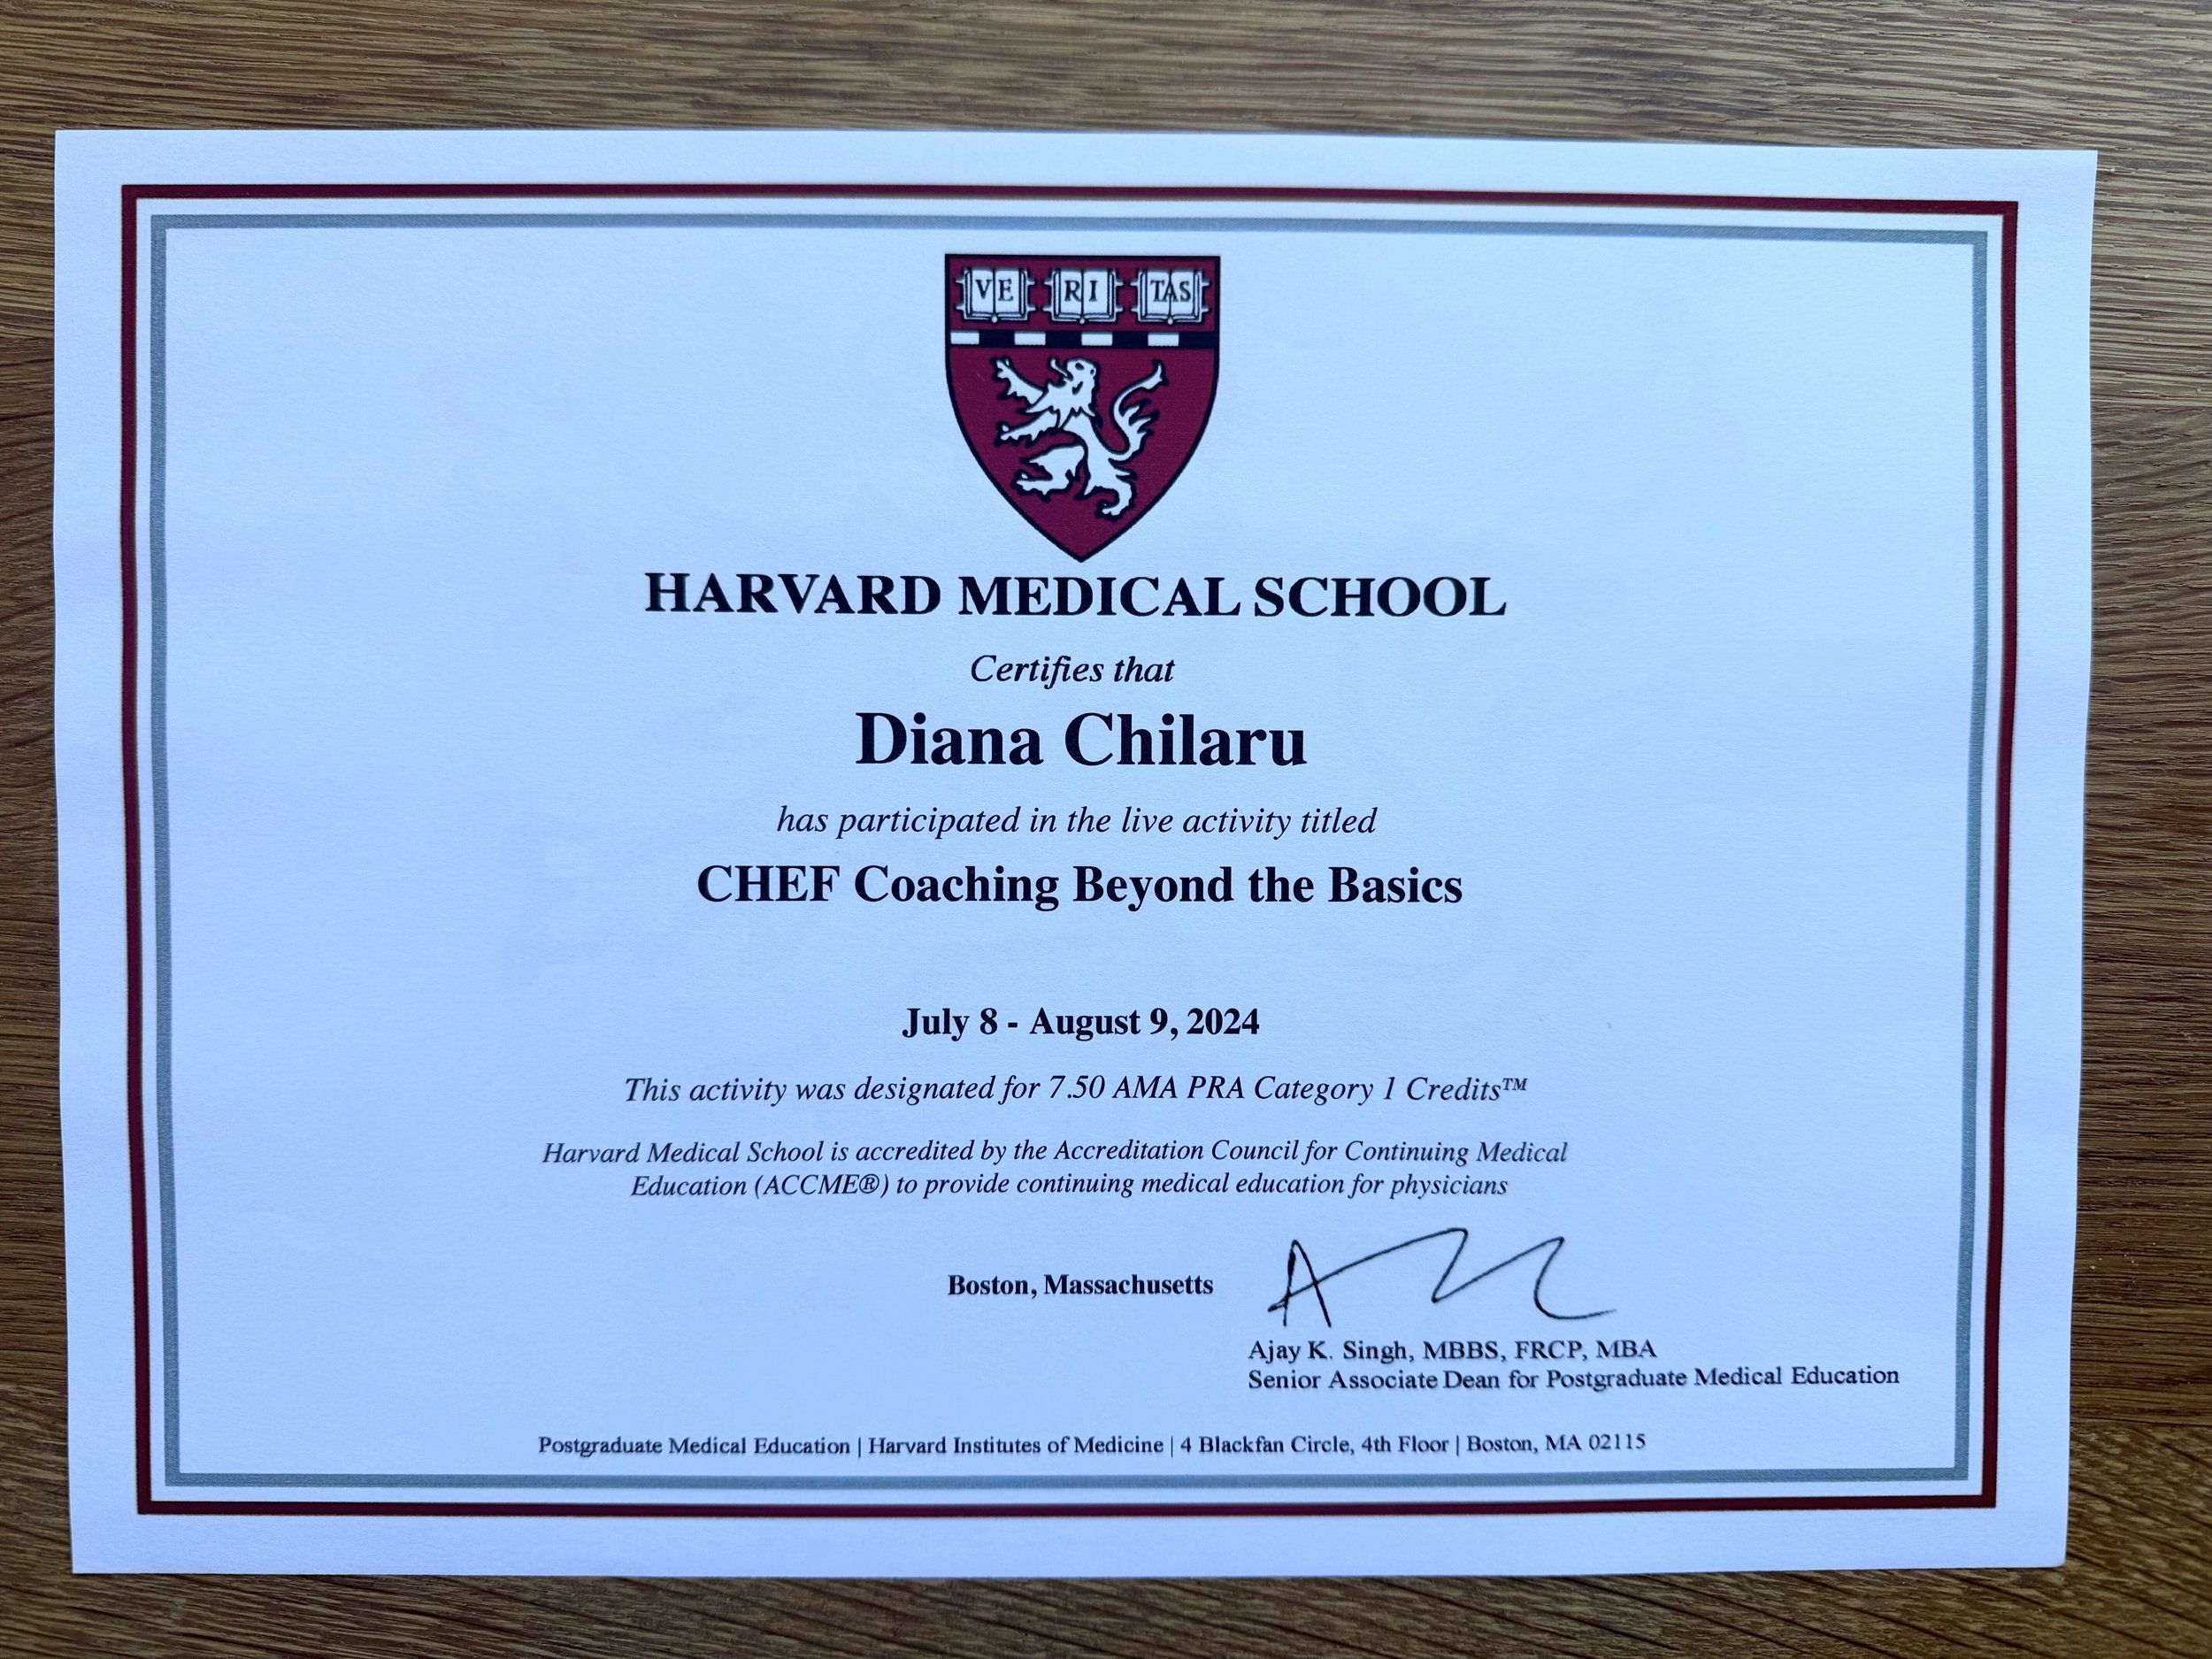 VE RI TAS
HARVARD MEDICAL SCHOOL
Certifies that
Diana Chilaru
has participated in the live activity titled
CHEF Coaching Beyond the Basics
July 8 - August 9, 2024
This activity was designated for 7.50 AMA PRA Category 1 Credits™
Harvard Medical School is accredited by the Accreditation Council for Continuing Medical
Education (ACCME®) to provide continuing medical education for physicians
Boston, Massachusetts
Ajay K. Singh, MBBS, FRCP, MBA
Senior Associate Dean for Postgraduate Medical Education
Postgraduate Medical Education | Harvard Institutes of Medicine | 4 Blackfan Circle, 4th Floor | Boston, MA 02115